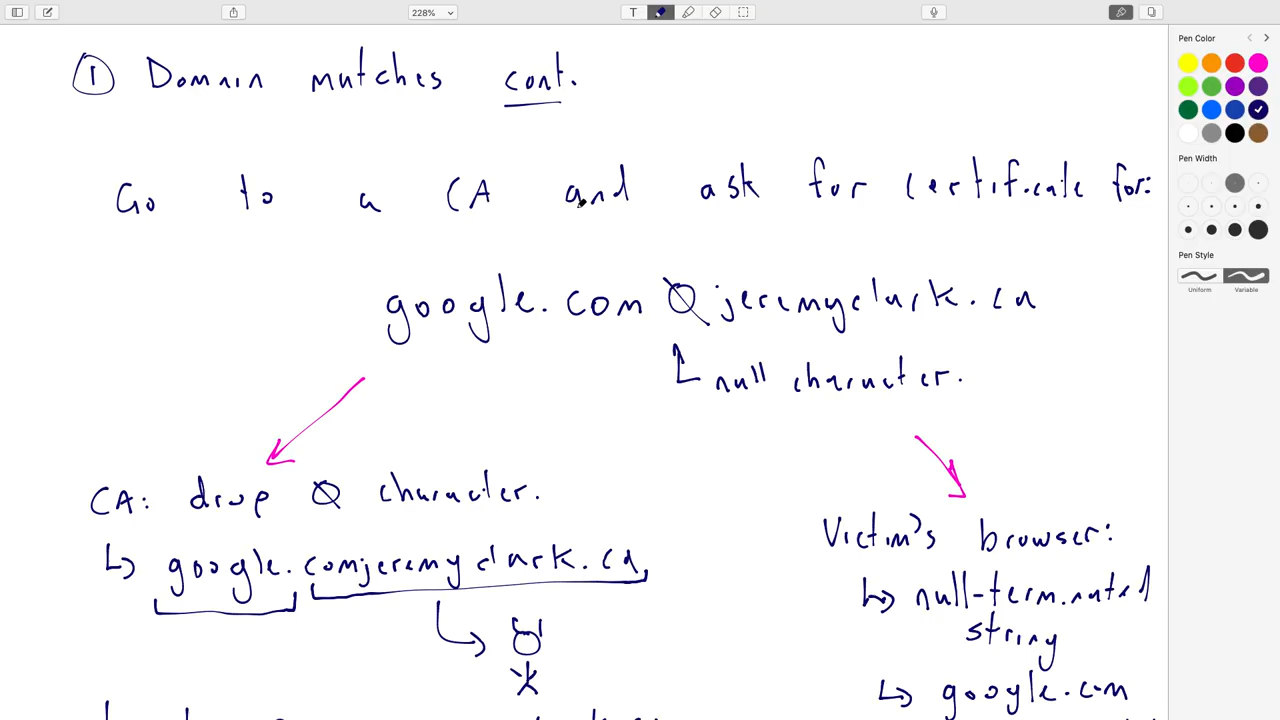 228%
T
Pen Color
① Domain matches cont.
Pen Width
Go to a CA and ask for certificate for:
Pen Style
Uniform Variable
google.com∅jeremyclark.ca
null character.
CA: drop ∅ character.
↳ google.comjeremyclark.ca
Victim's browser:
↳ null-terminated
string
↳ google.com